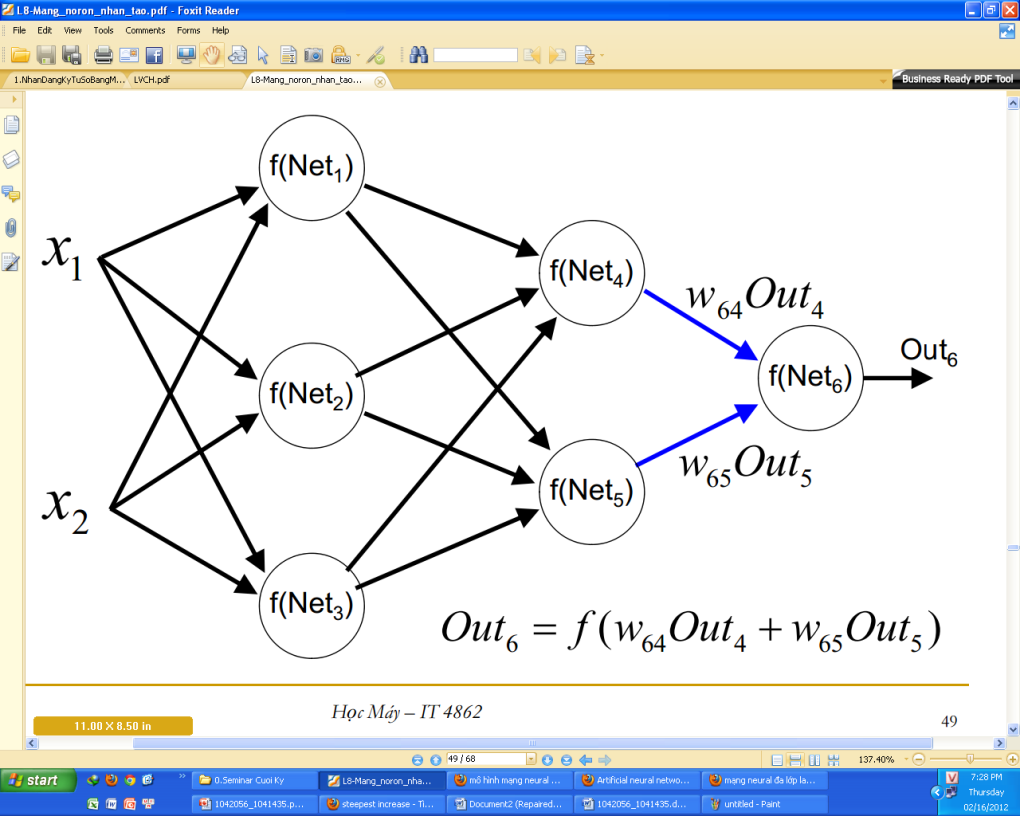 L8-Mang_noron_nhan_tao.pdf - Foxit Reader
File Edit View Tools Comments Forms Help
1.NhanDangKyTuSoBangM... LVCH.pdf L8-Mang_noron_nhan_tao... Business Ready PDF Tool
f(Net1)
x1
f(Net4)
w64Out4
Out6
f(Net6)
f(Net2)
w65Out5
f(Net5)
x2
f(Net3)
Out6 = f(w64Out4 + w65Out5)
Học Máy – IT 4862
49
11.00 X 8.50 in
49 / 68
137.40%
start
0.Seminar Cuoi Ky
L8-Mang_noron_nha...
mô hình mạng neural ...
Artificial neural netwo...
mạng neural đa lớp la...
7:28 PM
1042056_1041435.p...
steepest increase - Ti...
Document2 (Repaired...
1042056_1041435.d...
untitled - Paint
Thursday
02/16/2012